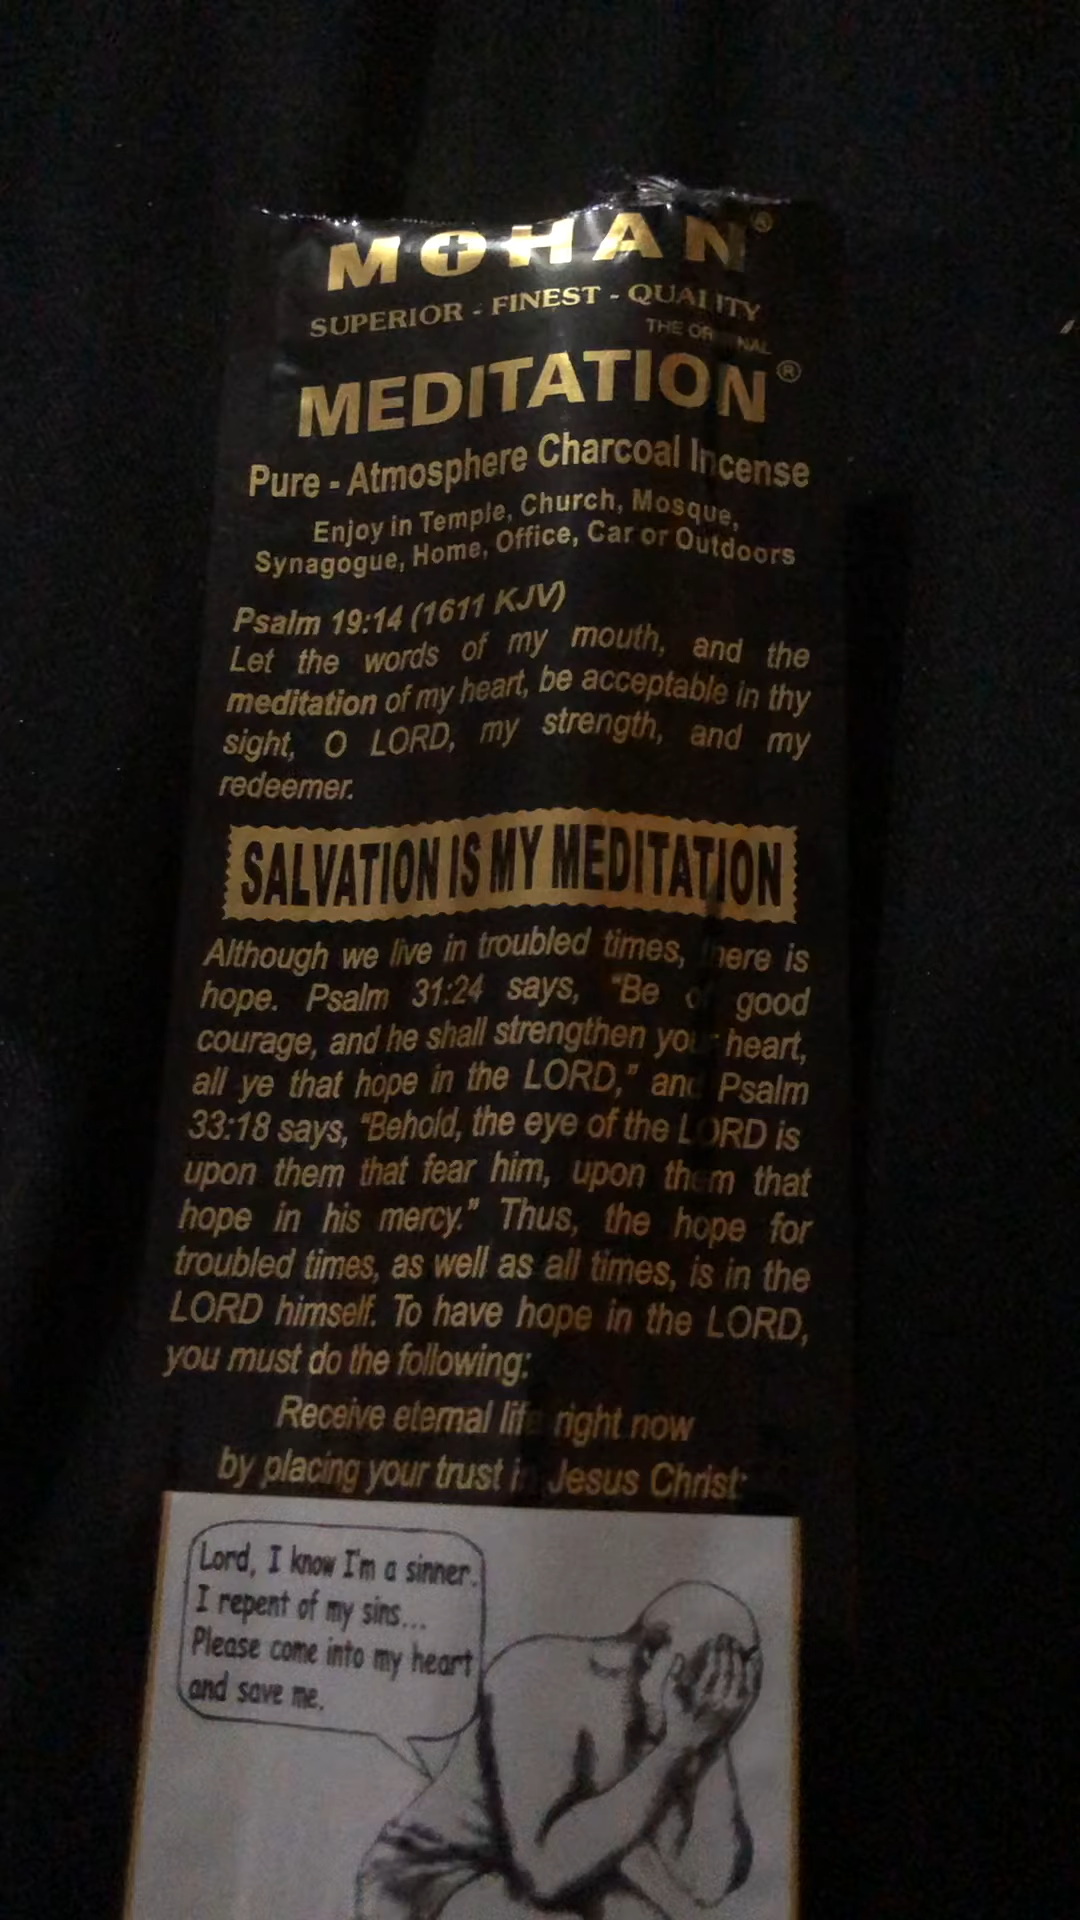 MOHAN®
SUPERIOR - FINEST - QUALITY
THE OR NAL
MEDITATION®
Pure - Atmosphere Charcoal Incense
Enjoy in Temple, Church, Mosque,
Synagogue, Home, Office, Car or Outdoors
Psalm 19:14 (1611 KJV)
Let the words of my mouth, and the
meditation of my heart, be acceptable in thy
sight, O LORD, my strength, and my
redeemer.
SALVATION IS MY MEDITATION
Although we live in troubled times, there is
hope. Psalm 31:24 says, "Be of good
courage, and he shall strengthen your heart,
all ye that hope in the LORD," and Psalm
33:18 says, "Behold, the eye of the LORD is
upon them that fear him, upon them that
hope in his mercy." Thus, the hope for
troubled times, as well as all times, is in the
LORD himself. To have hope in the LORD,
you must do the following:
Receive eternal life right now
by placing your trust in Jesus Christ:
Lord, I know I'm a sinner.
I repent of my sins...
Please come into my heart
and save me.